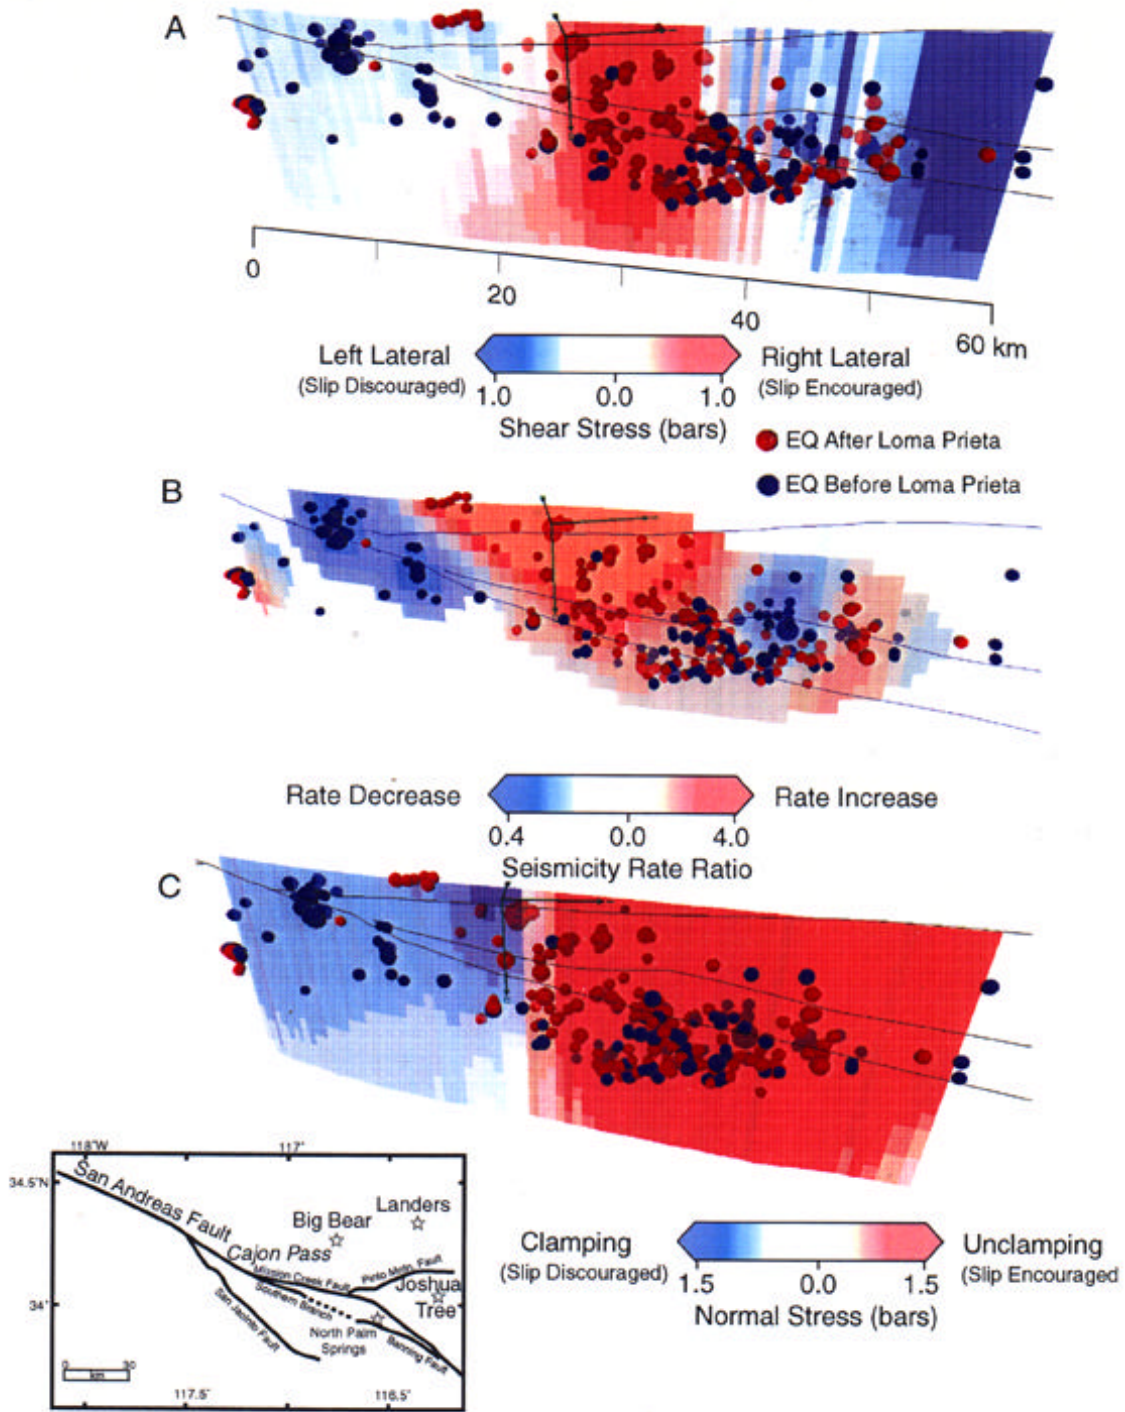 A
0
20
40
60 km
Left Lateral
(Slip Discouraged)
Right Lateral
(Slip Encouraged)
1.0
0.0
1.0
Shear Stress (bars)
EQ After Loma Prieta
EQ Before Loma Prieta
B
Rate Decrease
Rate Increase
0.4
0.0
4.0
Seismicity Rate Ratio
C
Clamping
(Slip Discouraged)
Unclamping
(Slip Encouraged
1.5
0.0
1.5
Normal Stress (bars)
118°W
117°
34.5°N
34°
117.5°
116.5°
San Andreas Fault
Landers
Big Bear
Cajon Pass
Mission Creek Fault
Pinto Mtn. Fault
Joshua
Tree
Southern Branch
San Jacinto Fault
North Palm
Springs
Banning Fault
0
30
km